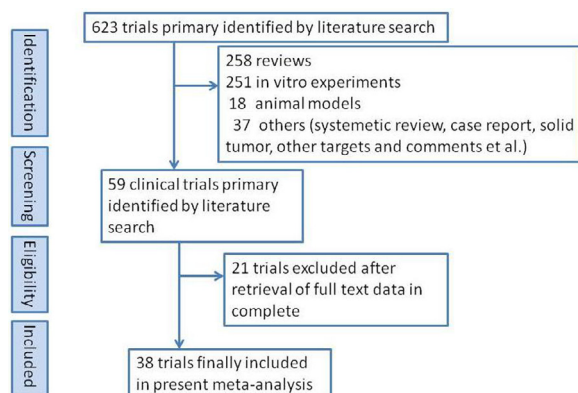 623 trials primary identified by literature search
Identification
258 reviews
251 in vitro experiments
18 animal models
37 others (systemetic review, case report, solid
tumor, other targets and comments et al.)
Screening
59 clinical trials primary
identified by literature
search
Eligibility
21 trials excluded after
retrieval of full text data in
complete
Included
38 trials finally included
in present meta-analysis